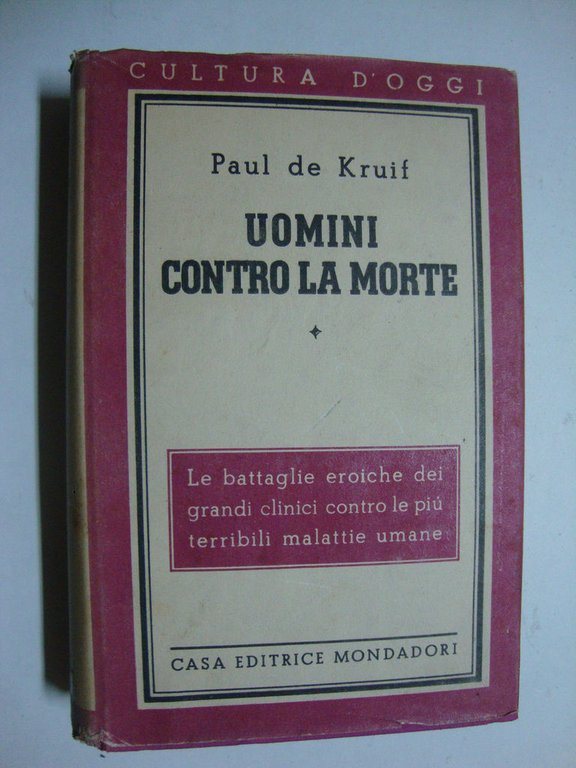 CULTURA D'OGGI
Paul de Kruif
UOMINI
CONTRO LA MORTE
Le battaglie eroiche dei
grandi clinici contro le piú
terribili malattie umane
CASA EDITRICE MONDADORI